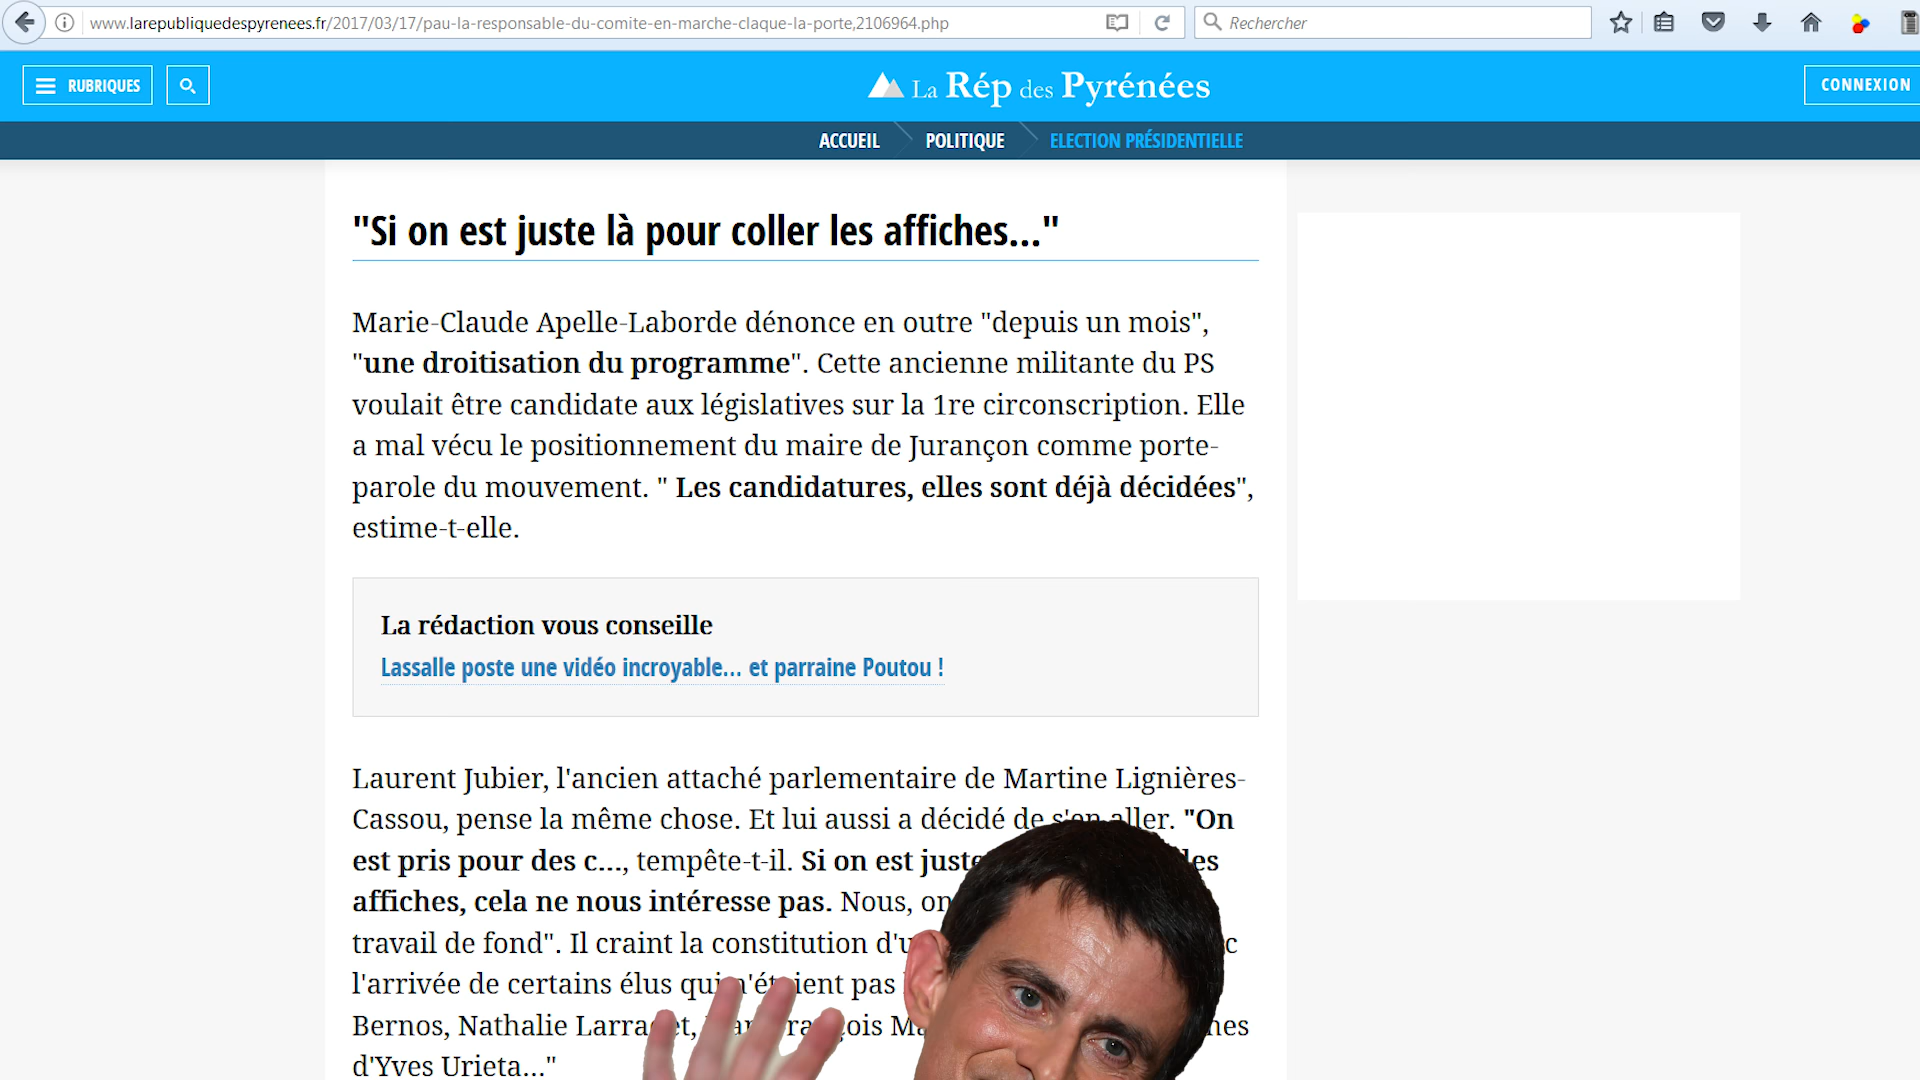 www.larepubliquedespyrenees.fr/2017/03/17/pau-la-responsable-du-comite-en-marche-claque-la-porte,2106964.php
Rechercher
RUBRIQUES
La Rép des Pyrénées
CONNEXION
ACCUEIL POLITIQUE ELECTION PRÉSIDENTIELLE
"Si on est juste là pour coller les affiches..."
Marie-Claude Apelle-Laborde dénonce en outre "depuis un mois",
"une droitisation du programme". Cette ancienne militante du PS
voulait être candidate aux législatives sur la 1re circonscription. Elle
a mal vécu le positionnement du maire de Jurançon comme porte-
parole du mouvement. " Les candidatures, elles sont déjà décidées",
estime-t-elle.
La rédaction vous conseille
Lassalle poste une vidéo incroyable... et parraine Poutou !
Laurent Jubier, l'ancien attaché parlementaire de Martine Lignières-
Cassou, pense la même chose. Et lui aussi a décidé de s'en aller. "On
est pris pour des c..., tempête-t-il. Si on est juste les
affiches, cela ne nous intéresse pas. Nous, on
travail de fond". Il craint la constitution
l'arrivée de certains élus qui n'étaient pas
Bernos, Nathalie
d'Yves Urieta..."